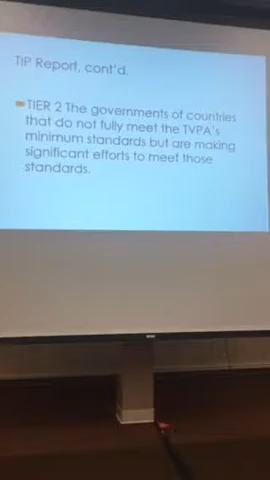 TIP Report, cont'd.
TIER 2 The governments of countries
that do not fully meet the TVPA's
minimum standards but are making
significant efforts to meet those
standards.